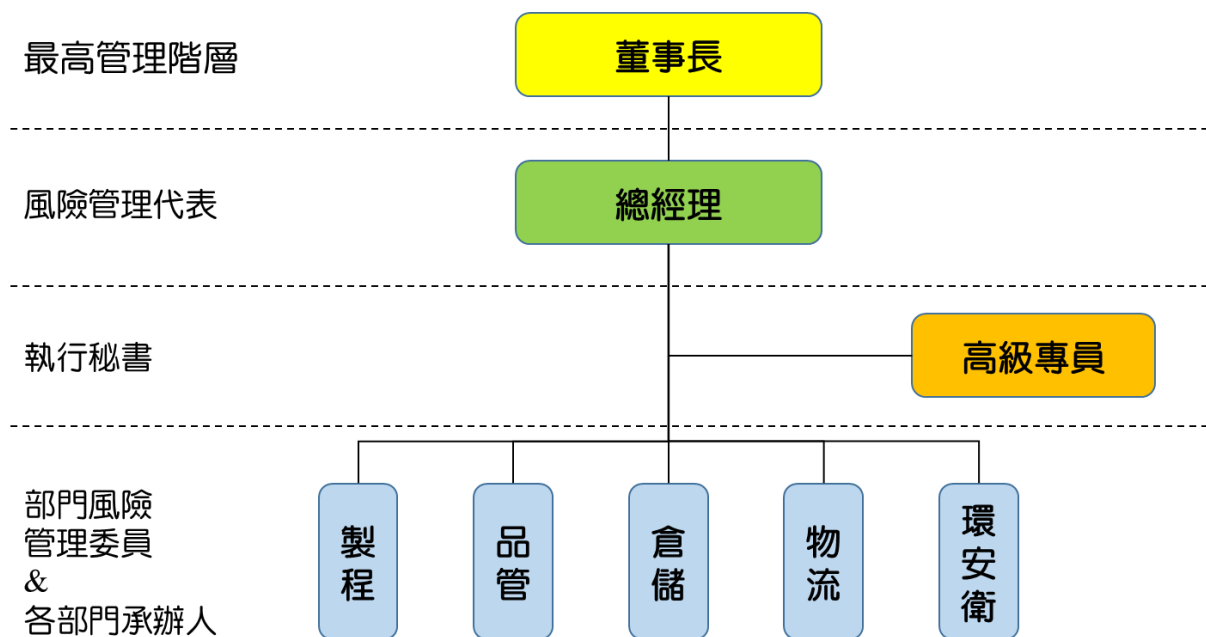 最高管理階層
董事長
風險管理代表
總經理
執行秘書
高級專員
部門風險
管理委員
&
各部門承辦人
製程
品管
倉儲
物流
環安衛